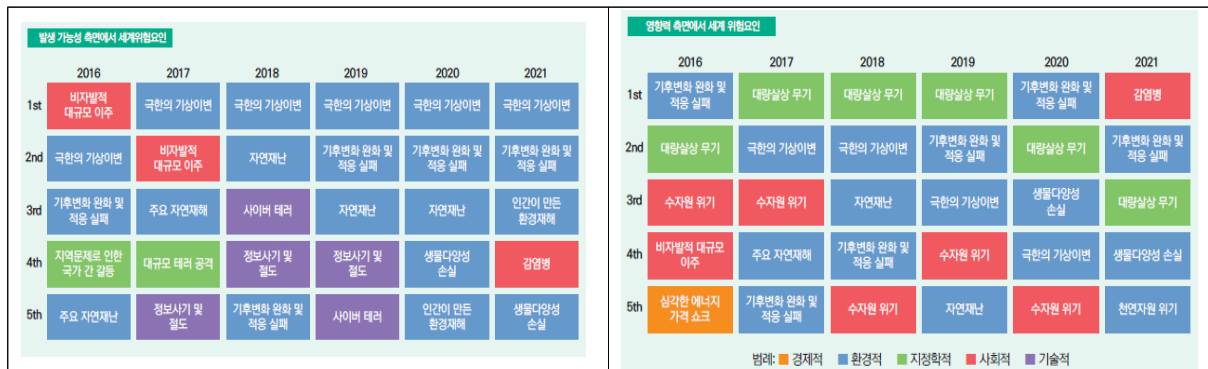 발생 가능성 측면에서 세계위험요인
2016 2017 2018 2019 2020 2021
1st
비자발적
대규모 이주
극한의 기상이변
극한의 기상이변
극한의 기상이변
극한의 기상이변
극한의 기상이변
2nd
극한의 기상이변
비자발적
대규모 이주
자연재난
기후변화 완화 및
적응 실패
기후변화 완화 및
적응 실패
기후변화 완화 및
적응 실패
3rd
기후변화 완화 및
적응 실패
주요 자연재해
사이버 테러
자연재난
자연재난
인간이 만든
환경재해
4th
지역문제로 인한
국가 간 갈등
대규모 테러 공격
정보사기 및
절도
정보사기 및
절도
생물다양성
손실
감염병
5th
주요 자연재난
정보사기 및
절도
기후변화 완화 및
적응 실패
사이버 테러
인간이 만든
환경재해
생물다양성
손실
영향력 측면에서 세계 위험요인
2016 2017 2018 2019 2020 2021
1st
기후변화 완화 및
적응 실패
대량살상 무기
대량살상 무기
대량살상 무기
기후변화 완화 및
적응 실패
감염병
2nd
대량살상 무기
극한의 기상이변
극한의 기상이변
기후변화 완화 및
적응 실패
대량살상 무기
기후변화 완화 및
적응 실패
3rd
수자원 위기
수자원 위기
자연재난
극한의 기상이변
생물다양성
손실
대량살상 무기
4th
비자발적 대규모
이주
주요 자연재해
기후변화 완화 및
적응 실패
수자원 위기
극한의 기상이변
생물다양성 손실
5th
심각한 에너지
가격 쇼크
기후변화 완화 및
적응 실패
수자원 위기
자연재난
수자원 위기
천연자원 위기
범례: 경제적 환경적 지정학적 사회적 기술적